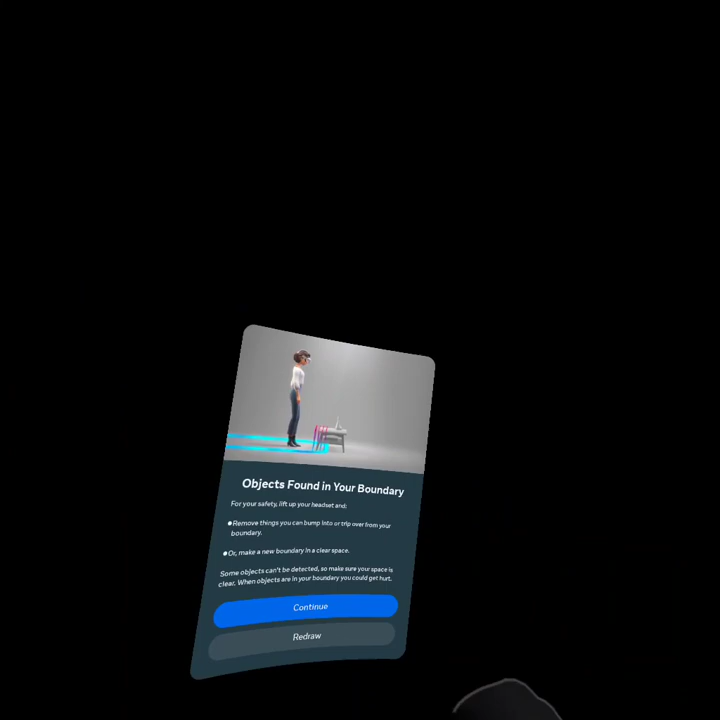 Objects Found in Your Boundary
For your safety, lift up your headset and:
●Remove things you can bump into or trip over from your
boundary.
●Or, make a new boundary in a clear space.
Some objects can't be detected, so make sure your space is
clear. When objects are in your boundary you could get hurt.
Continue
Redraw